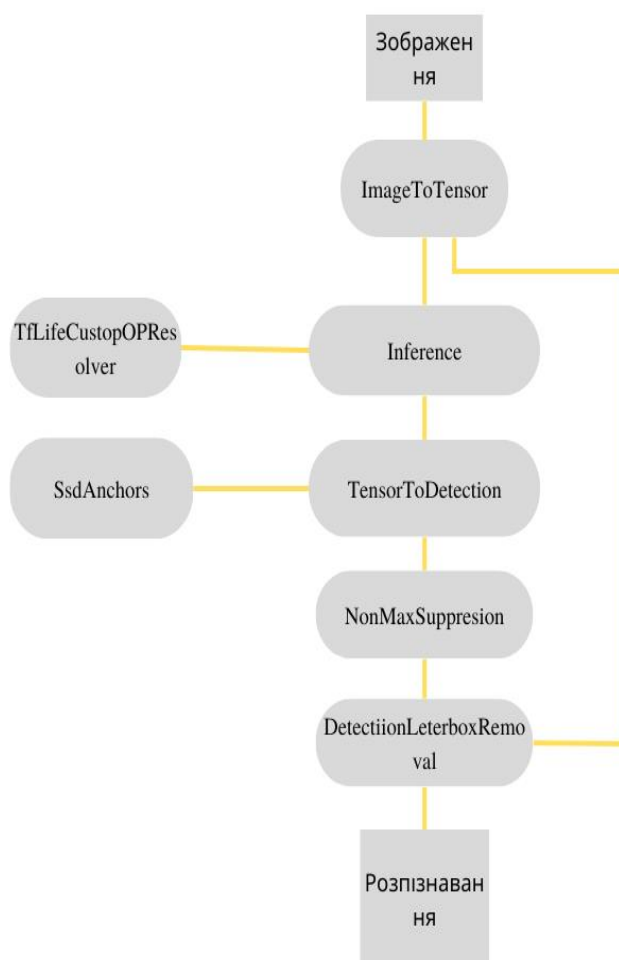 Зображен
ня
ImageToTensor
TfLifeCustopOPRes
olver
Inference
SsdAnchors
TensorToDetection
NonMaxSuppresion
DetectiionLeterboxRemo
val
Розпізнаван
ня